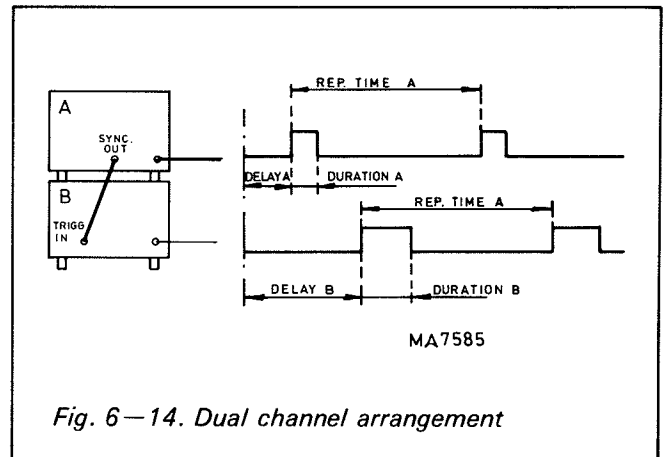 REP. TIME A
A
SYNC.
OUT
DELAY A
DURATION A
B
TRIGG
IN
REP. TIME A
DELAY B
DURATION B
MA7585
Fig. 6—14. Dual channel arrangement